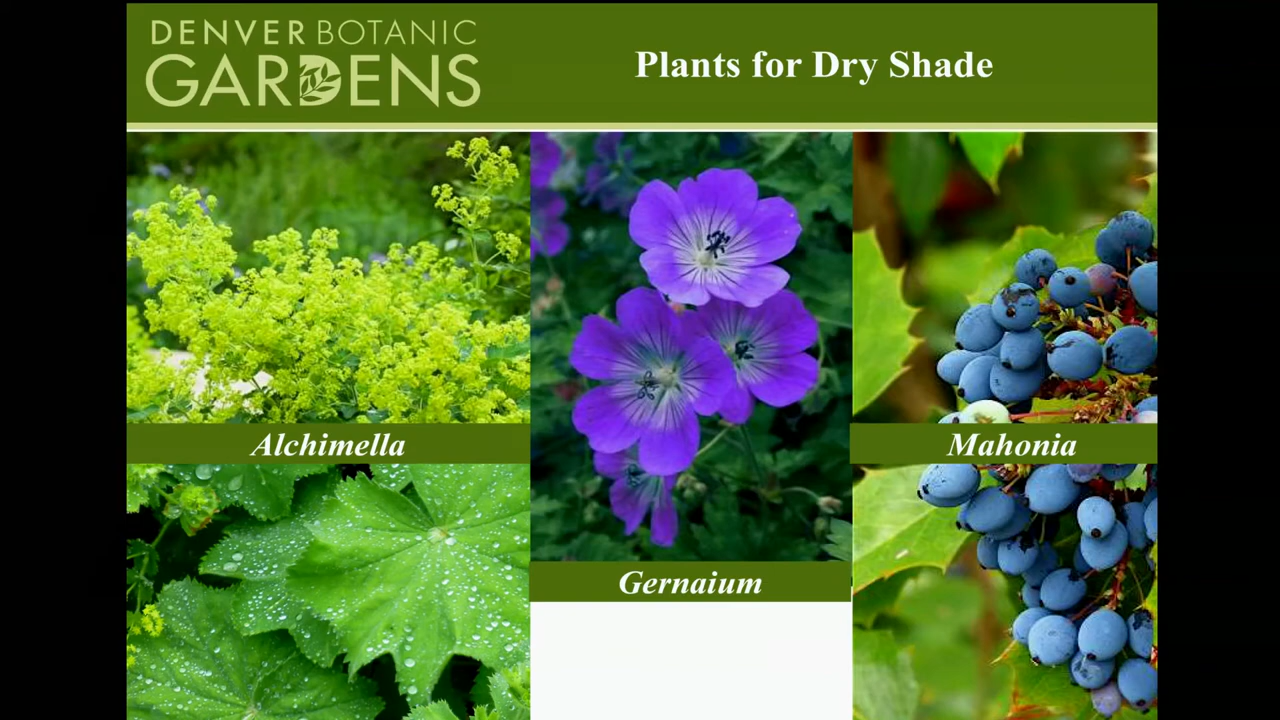 DENVER BOTANIC
GARDENS
Plants for Dry Shade
Alchimella
Mahonia
Gernaium